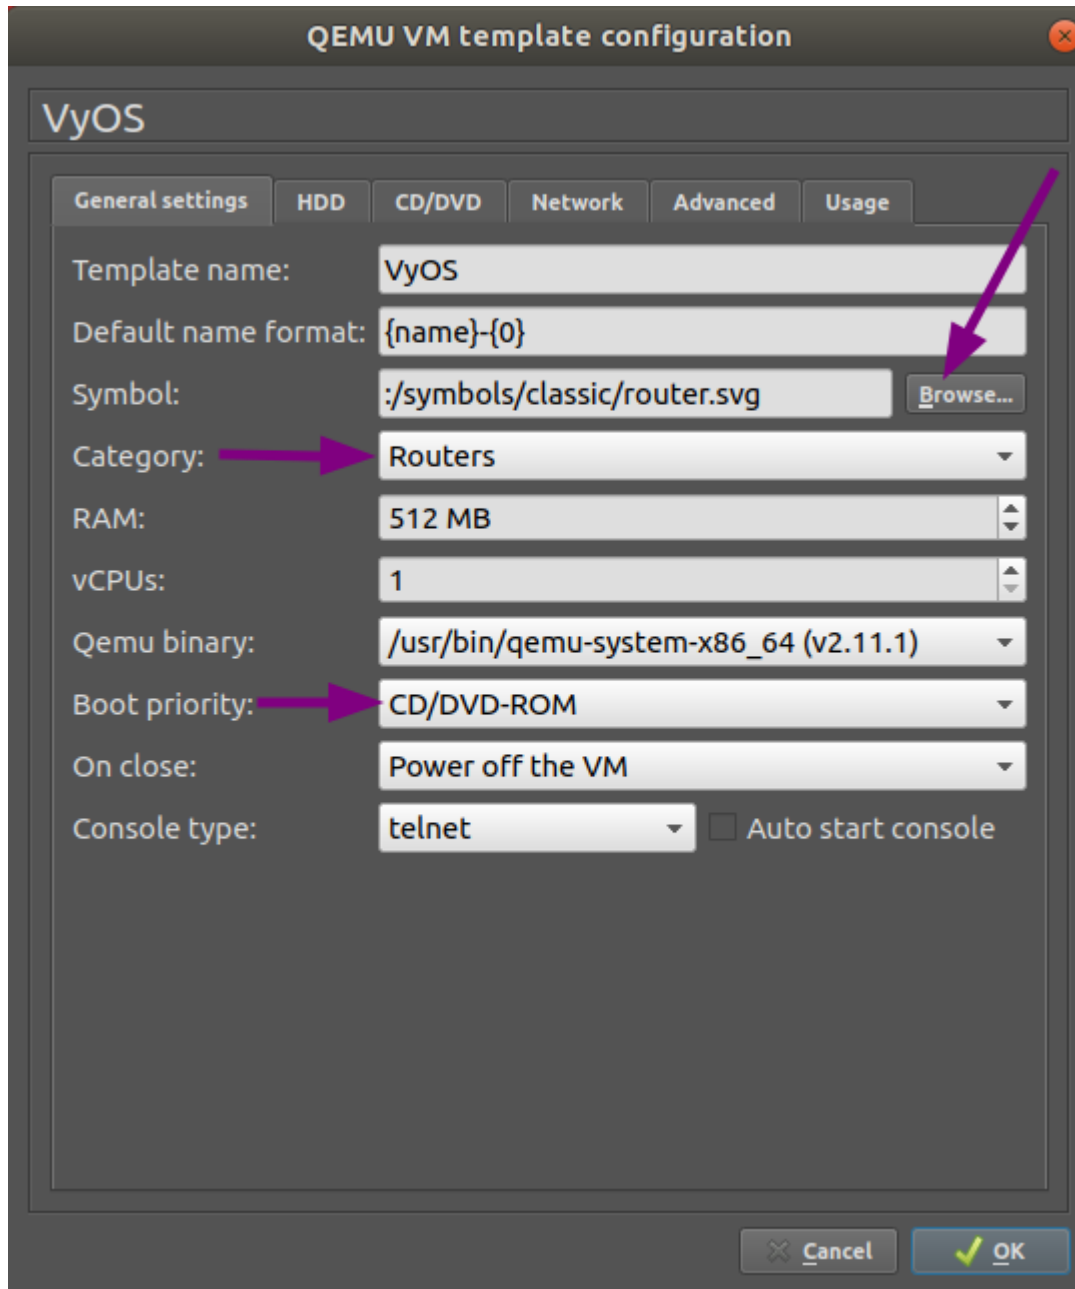 QEMU VM template configuration
VyOS
General settings HDD CD/DVD Network Advanced Usage
Template name: VyOS
Default name format: {name}-{0}
Symbol: :/symbols/classic/router.svg Browse...
Category: Routers
RAM: 512 MB
vCPUs: 1
Qemu binary: /usr/bin/qemu-system-x86_64 (v2.11.1)
Boot priority: CD/DVD-ROM
On close: Power off the VM
Console type: telnet Auto start console
Cancel OK